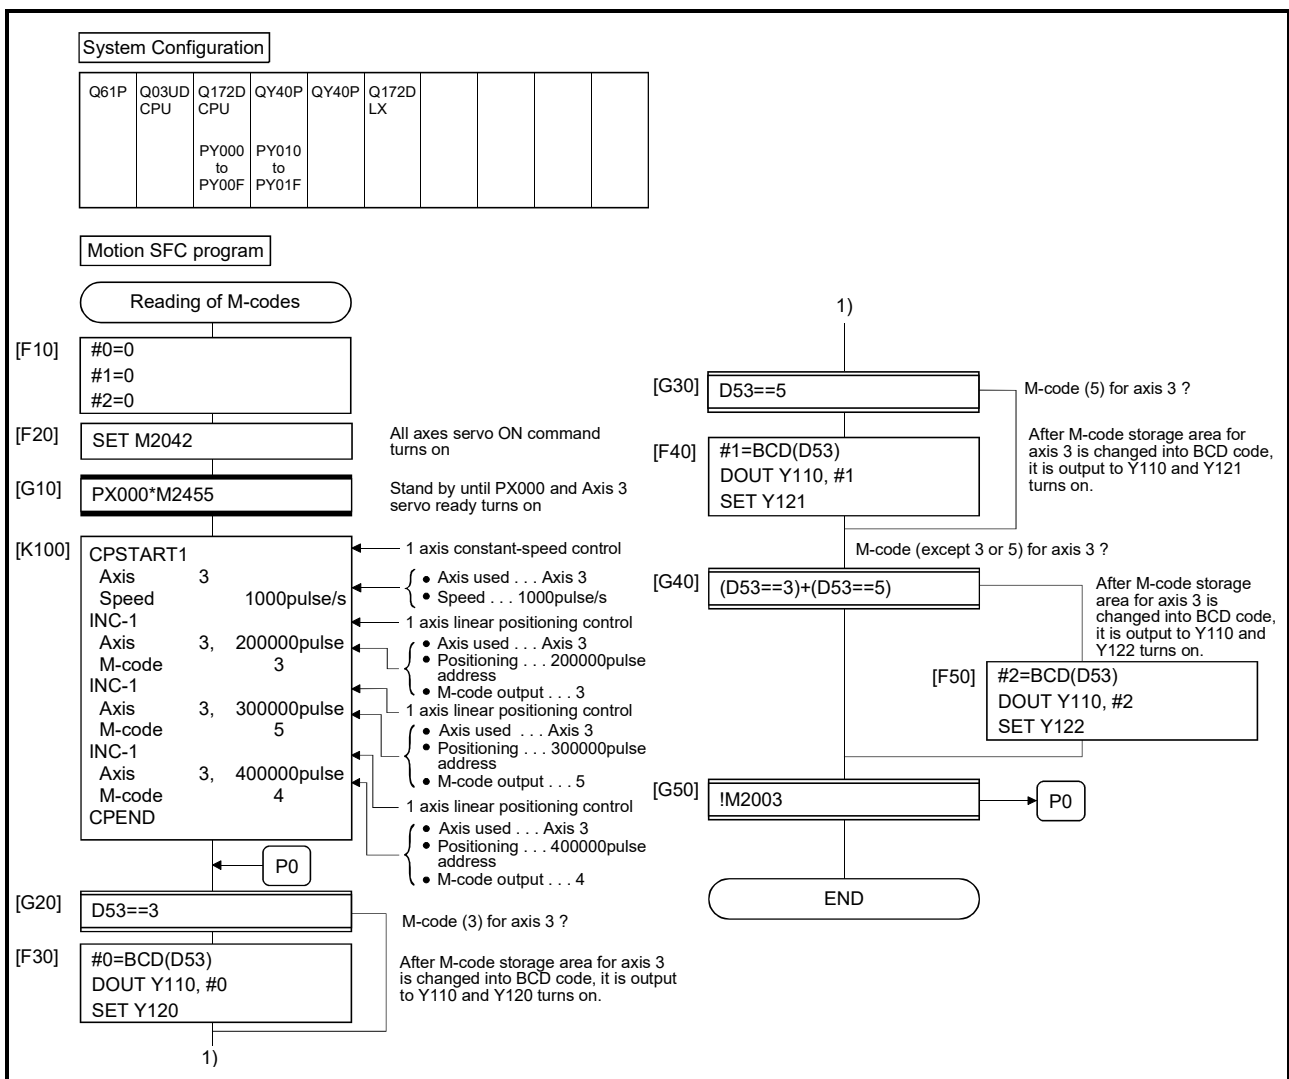 System Configuration
Q61P Q03UD CPU Q172D CPU QY40P QY40P Q172D LX
PY000 to PY00F PY010 to PY01F
Motion SFC program
Reading of M-codes
[F10]
#0=0
#1=0
#2=0
[F20]
SET M2042
All axes servo ON command
turns on
[G10]
PX000*M2455
Stand by until PX000 and Axis 3
servo ready turns on
[K100]
CPSTART1
Axis 3
Speed 1000pulse/s
INC-1
Axis 3, 200000pulse
M-code 3
INC-1
Axis 3, 300000pulse
M-code 5
INC-1
Axis 3, 400000pulse
M-code 4
CPEND
1 axis constant-speed control
● Axis used . . . Axis 3
● Speed . . . 1000pulse/s
1 axis linear positioning control
● Axis used . . . Axis 3
● Positioning . . . 200000pulse
address
● M-code output . . . 3
1 axis linear positioning control
● Axis used . . . Axis 3
● Positioning . . . 300000pulse
address
● M-code output . . . 5
1 axis linear positioning control
● Axis used . . . Axis 3
● Positioning . . . 400000pulse
address
● M-code output . . . 4
P0
[G20]
D53==3
M-code (3) for axis 3 ?
[F30]
#0=BCD(D53)
DOUT Y110, #0
SET Y120
After M-code storage area for axis 3
is changed into BCD code, it is output
to Y110 and Y120 turns on.
1)
1)
[G30]
D53==5
M-code (5) for axis 3 ?
[F40]
#1=BCD(D53)
DOUT Y110, #1
SET Y121
After M-code storage area for
axis 3 is changed into BCD code,
it is output to Y110 and Y121
turns on.
M-code (except 3 or 5) for axis 3 ?
[G40]
(D53==3)+(D53==5)
After M-code storage
area for axis 3 is
changed into BCD code,
it is output to Y110 and
Y122 turns on.
[F50]
#2=BCD(D53)
DOUT Y110, #2
SET Y122
[G50]
!M2003
P0
END